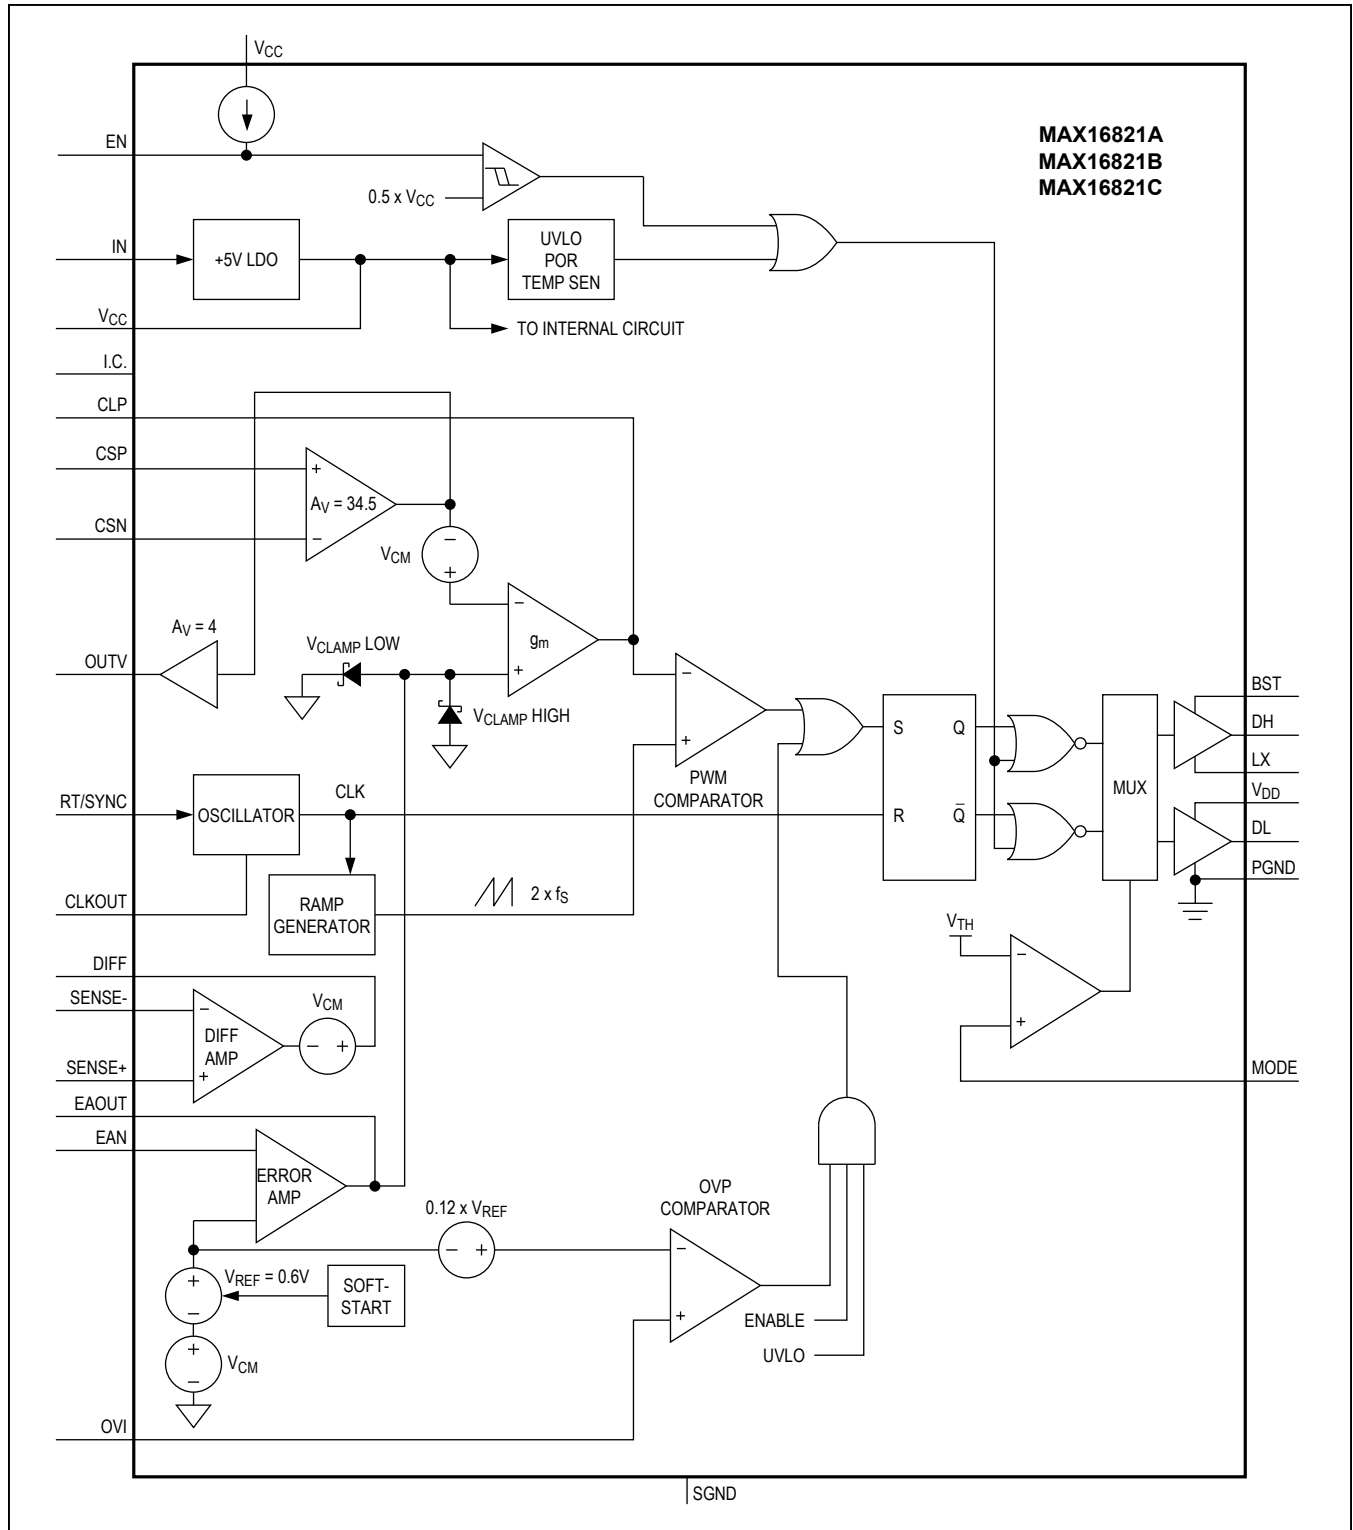 VCC
MAX16821A
MAX16821B
MAX16821C
EN
0.5 x VCC
IN
+5V LDO
UVLO
POR
TEMP SEN
VCC
TO INTERNAL CIRCUIT
I.C.
CLP
CSP
+
AV = 34.5
CSN
−
VCM
−
+
−
gm
+
AV = 4
OUTV
VCLAMP LOW
VCLAMP HIGH
−
+
PWM
COMPARATOR
S
Q
R
Q̄
MUX
BST
DH
LX
VDD
DL
PGND
RT/SYNC
OSCILLATOR
CLK
CLKOUT
RAMP
GENERATOR
2 x fS
VTH
−
+
MODE
DIFF
SENSE-
−
DIFF
AMP
+
VCM
− +
SENSE+
EAOUT
EAN
ERROR
AMP
0.12 x VREF
− +
OVP
COMPARATOR
−
+
VREF = 0.6V
+
−
SOFT-
START
ENABLE
UVLO
+
−
VCM
OVI
SGND